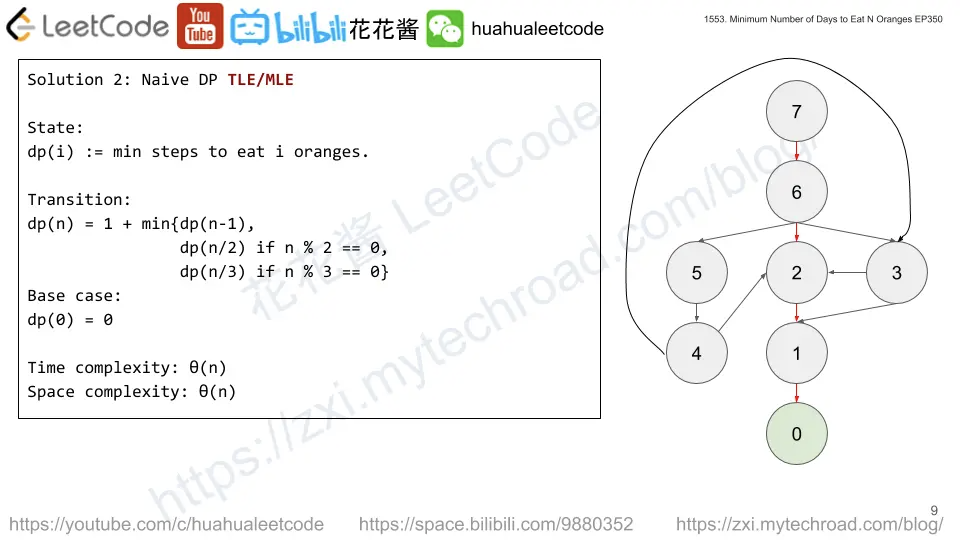 LeetCode
You
Tube
bilibili
花花酱
huahualeetcode
1553. Minimum Number of Days to Eat N Oranges EP350
Solution 2: Naive DP TLE/MLE
State:
dp(i) := min steps to eat i oranges.
Transition:
dp(n) = 1 + min{dp(n-1),
dp(n/2) if n % 2 == 0,
dp(n/3) if n % 3 == 0}
Base case:
dp(0) = 0
Time complexity: θ(n)
Space complexity: θ(n)
7
6
5
2
3
4
1
0
花花酱 LeetCode
https://zxi.mytechroad.com/blog/
9
https://youtube.com/c/huahualeetcode
https://space.bilibili.com/9880352
https://zxi.mytechroad.com/blog/